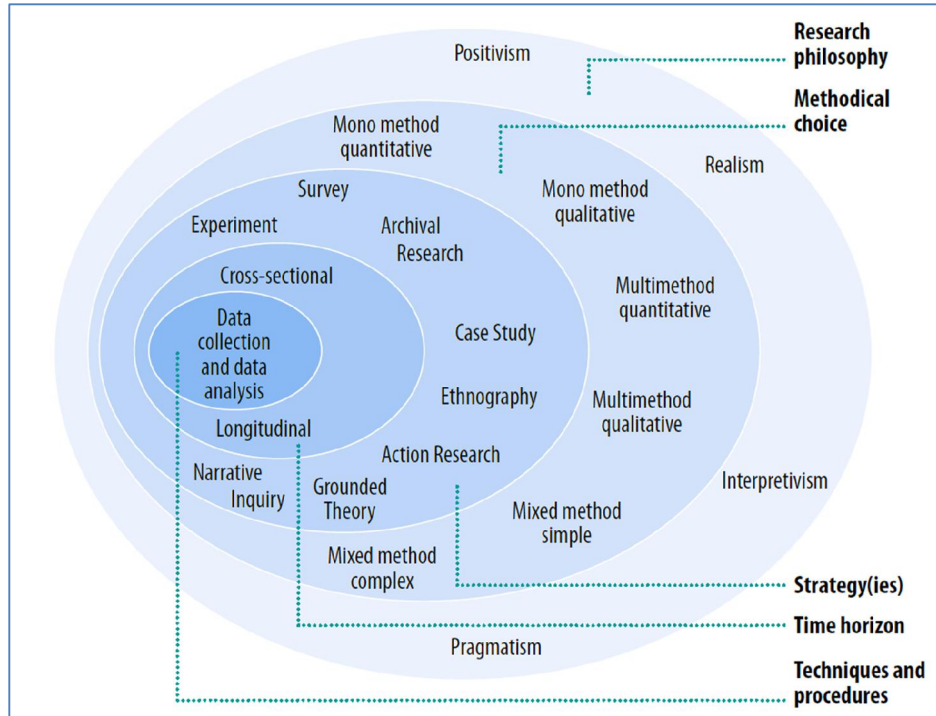 Positivism
Research
philosophy
Methodical
choice
Mono method
quantitative
Realism
Survey
Mono method
qualitative
Experiment
Archival
Research
Cross-sectional
Multimethod
quantitative
Data
collection
and data
analysis
Case Study
Ethnography
Multimethod
qualitative
Longitudinal
Action Research
Narrative
Inquiry
Grounded
Theory
Interpretivism
Mixed method
simple
Mixed method
complex
Strategy(ies)
Time horizon
Pragmatism
Techniques and
procedures